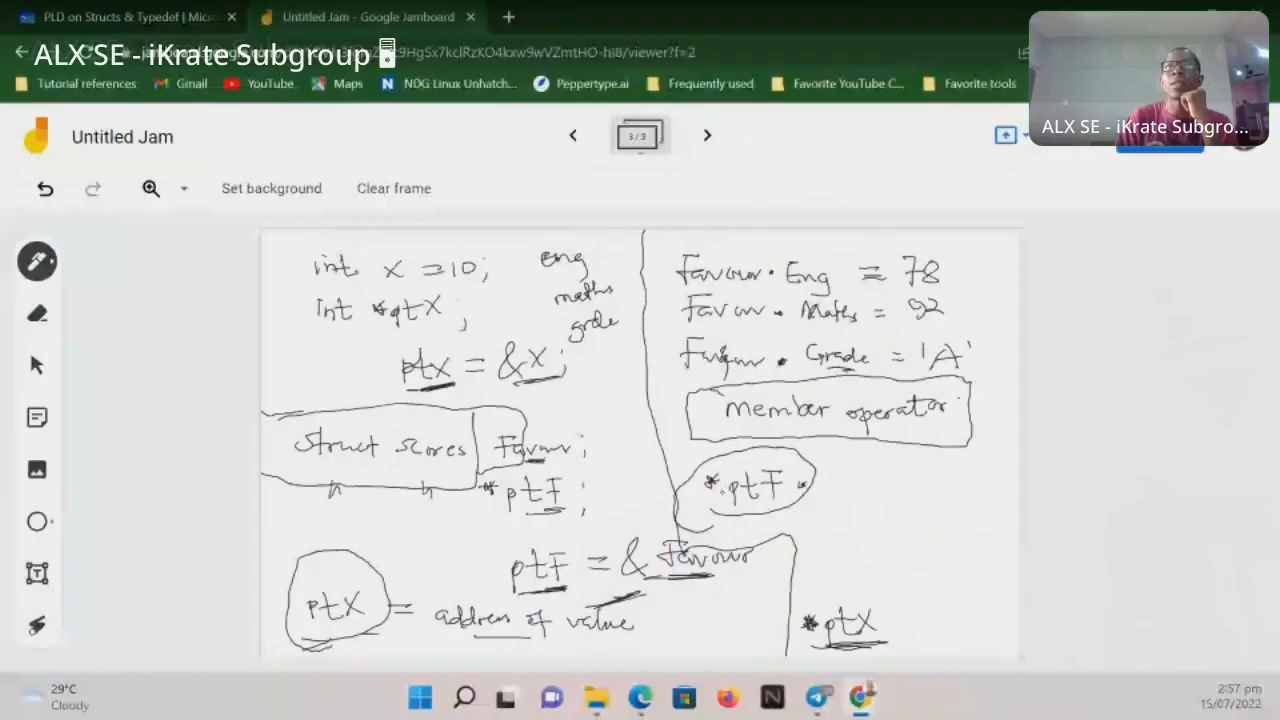 PLD on Structs & Typedef | Micr
Untitled Jam - Google Jamboard
ALX SE - iKrate Subgroup
Tutorial references
Gmail
YouTube
Maps
NDG Linux Unhatch...
Peppertype.ai
Frequently used
Favorite YouTube C...
Favorite tools
ALX SE - iKrate Subgro...
Untitled Jam
3 / 3
Set background
Clear frame
int x = 10;
int *ptX ;
eng
maths
grade
ptX = &X;
Struct scores Favour;
*ptF ;
ptF = & Favour
ptX = address of value
Favour. Eng = 78
Favour. Maths = 92
Favour. Grade = 'A'
Member operator
*.ptF .
*ptX
29°C
Cloudy
2:57 pm
15/07/2022